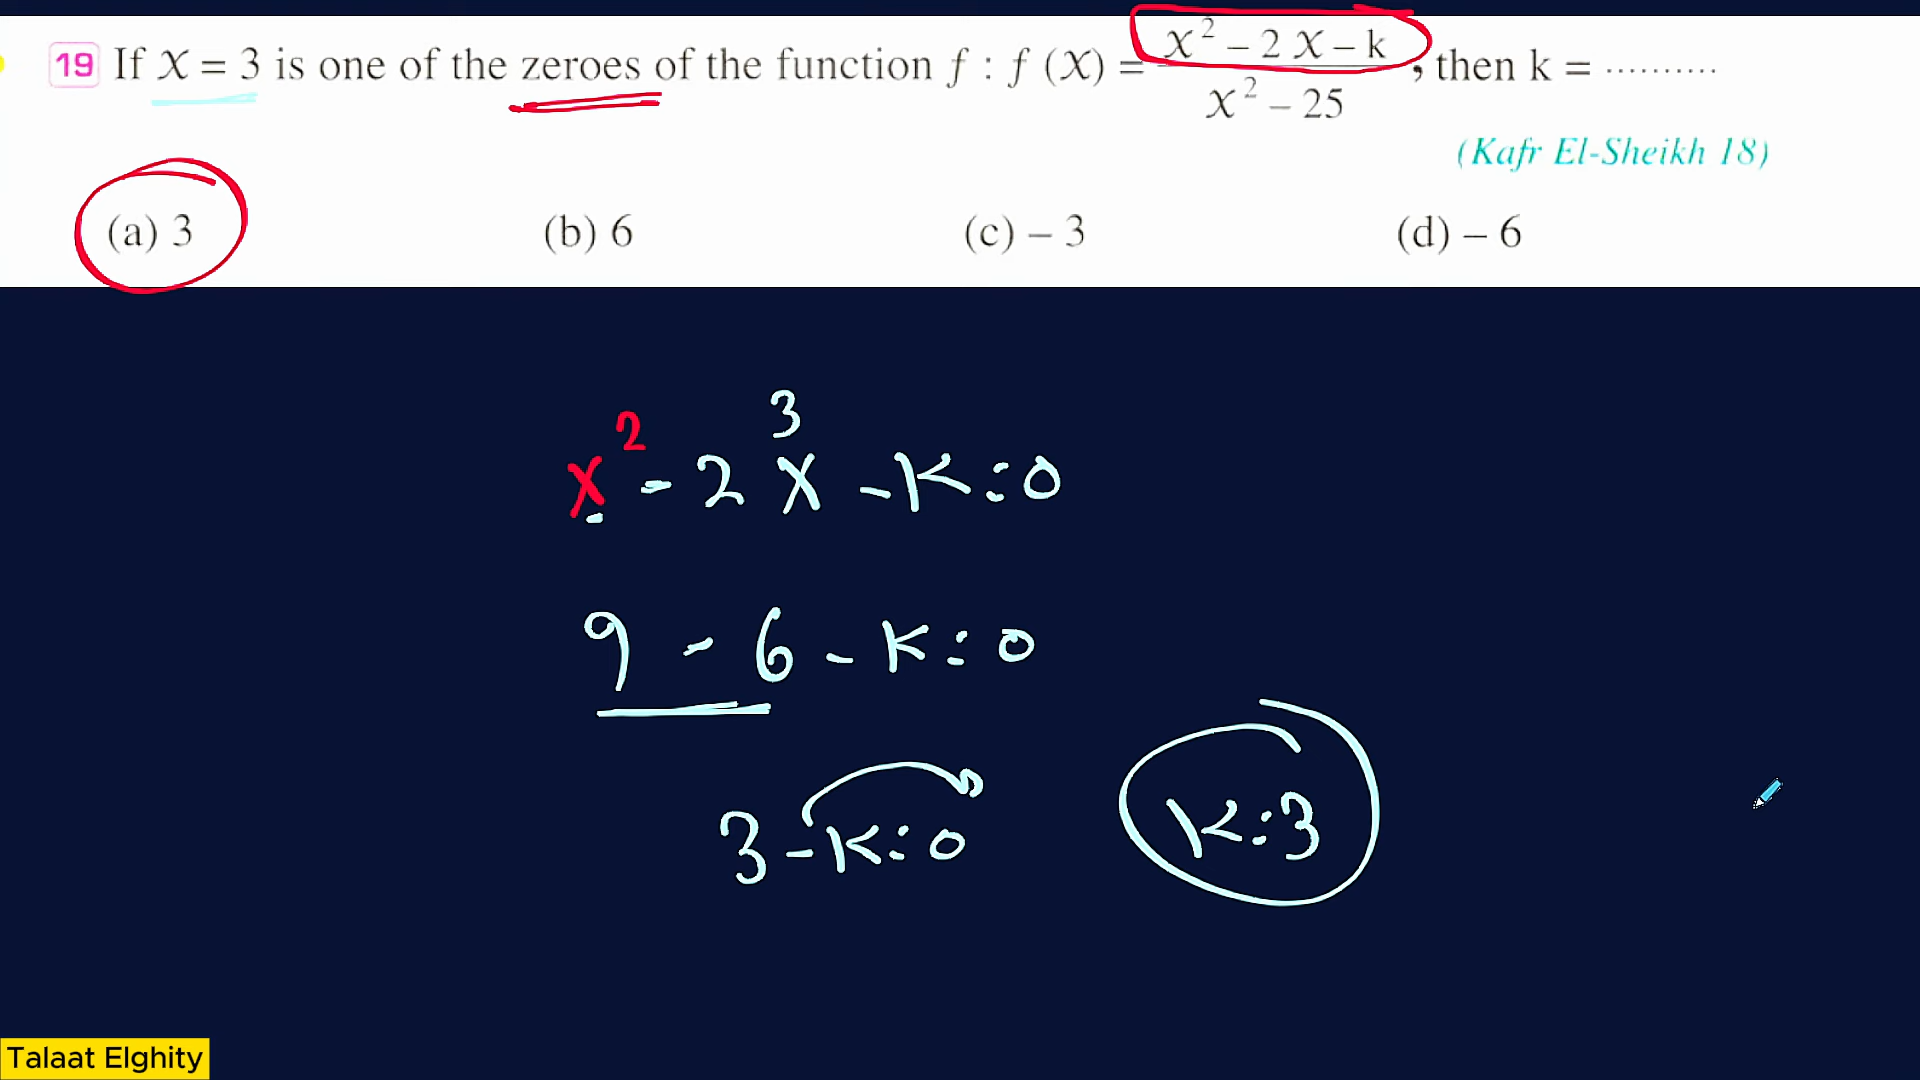 19 If X = 3 is one of the zeroes of the function f : f (X) = (X² – 2 X – k) / (X² – 25) , then k = ..........
(Kafr El-Sheikh 18)
(a) 3 (b) 6 (c) – 3 (d) – 6
3
x² - 2 x - k = 0
9 - 6 - k = 0
3 - k = 0 k = 3
Talaat Elghity